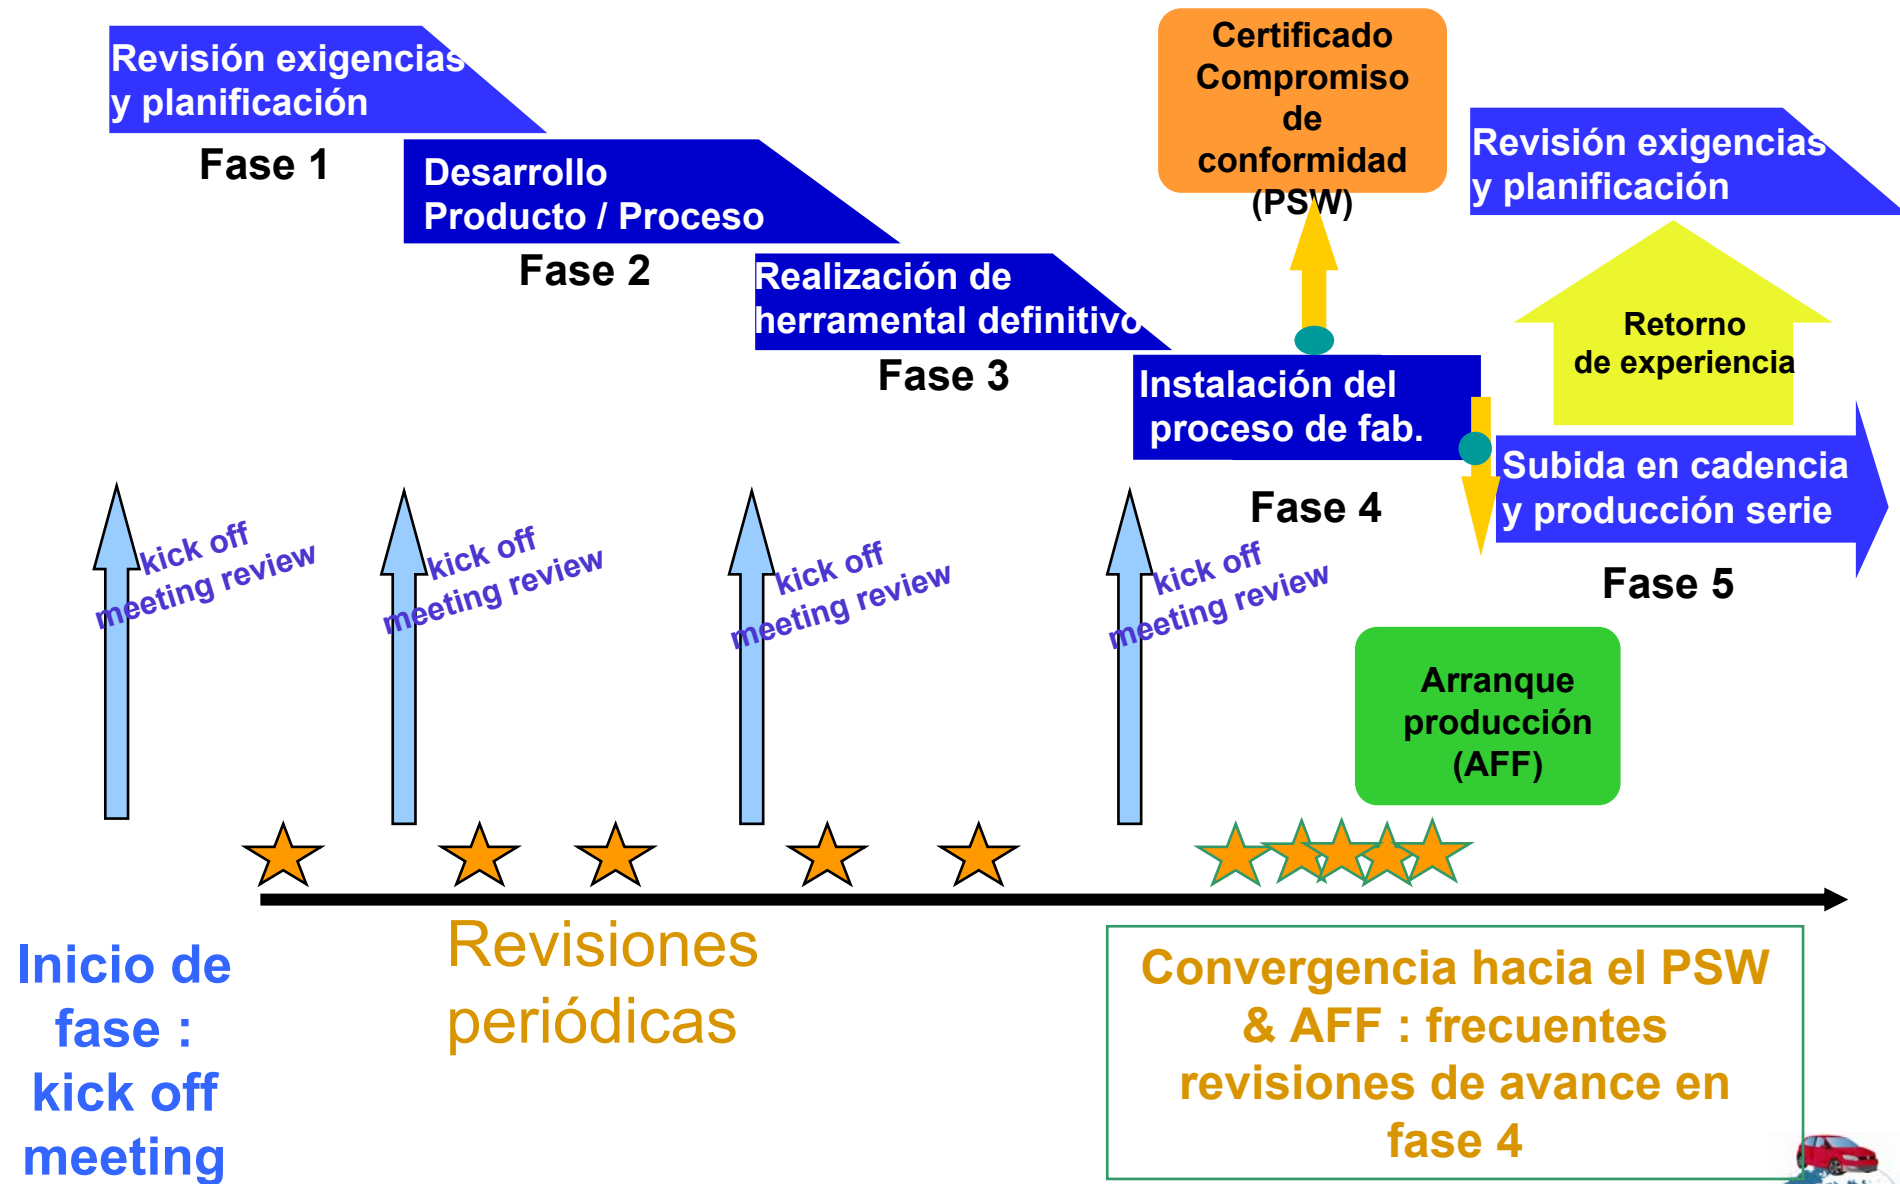 Revisión exigencias
y planificación
Fase 1
Desarrollo
Producto / Proceso
Fase 2
Realización de
herramental definitivo
Fase 3
Certificado
Compromiso
de
conformidad
(PSW)
Instalación del
proceso de fab.
Fase 4
Revisión exigencias
y planificación
Retorno
de experiencia
Subida en cadencia
y producción serie
Fase 5
kick off
meeting review
kick off
meeting review
kick off
meeting review
kick off
meeting review
Arranque
producción
(AFF)
Inicio de
fase :
kick off
meeting
Revisiones
periódicas
Convergencia hacia el PSW
& AFF : frecuentes
revisiones de avance en
fase 4